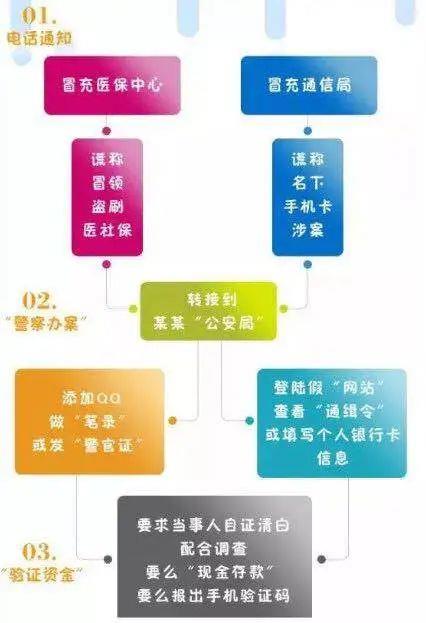 01.
电话通知
冒充医保中心
冒充通信局
谎称
冒领
盗刷
医社保
谎称
名下
手机卡
涉案
02.
“警察办案”
转接到
某某“公安局”
添加QQ
做“笔录”
或发“警官证”
登陆假“网站”
查看“通缉令”
或填写个人银行卡
信息
03.
“验证资金”
要求当事人自证清白
配合调查
要么“现金存款”
要么报出手机验证码